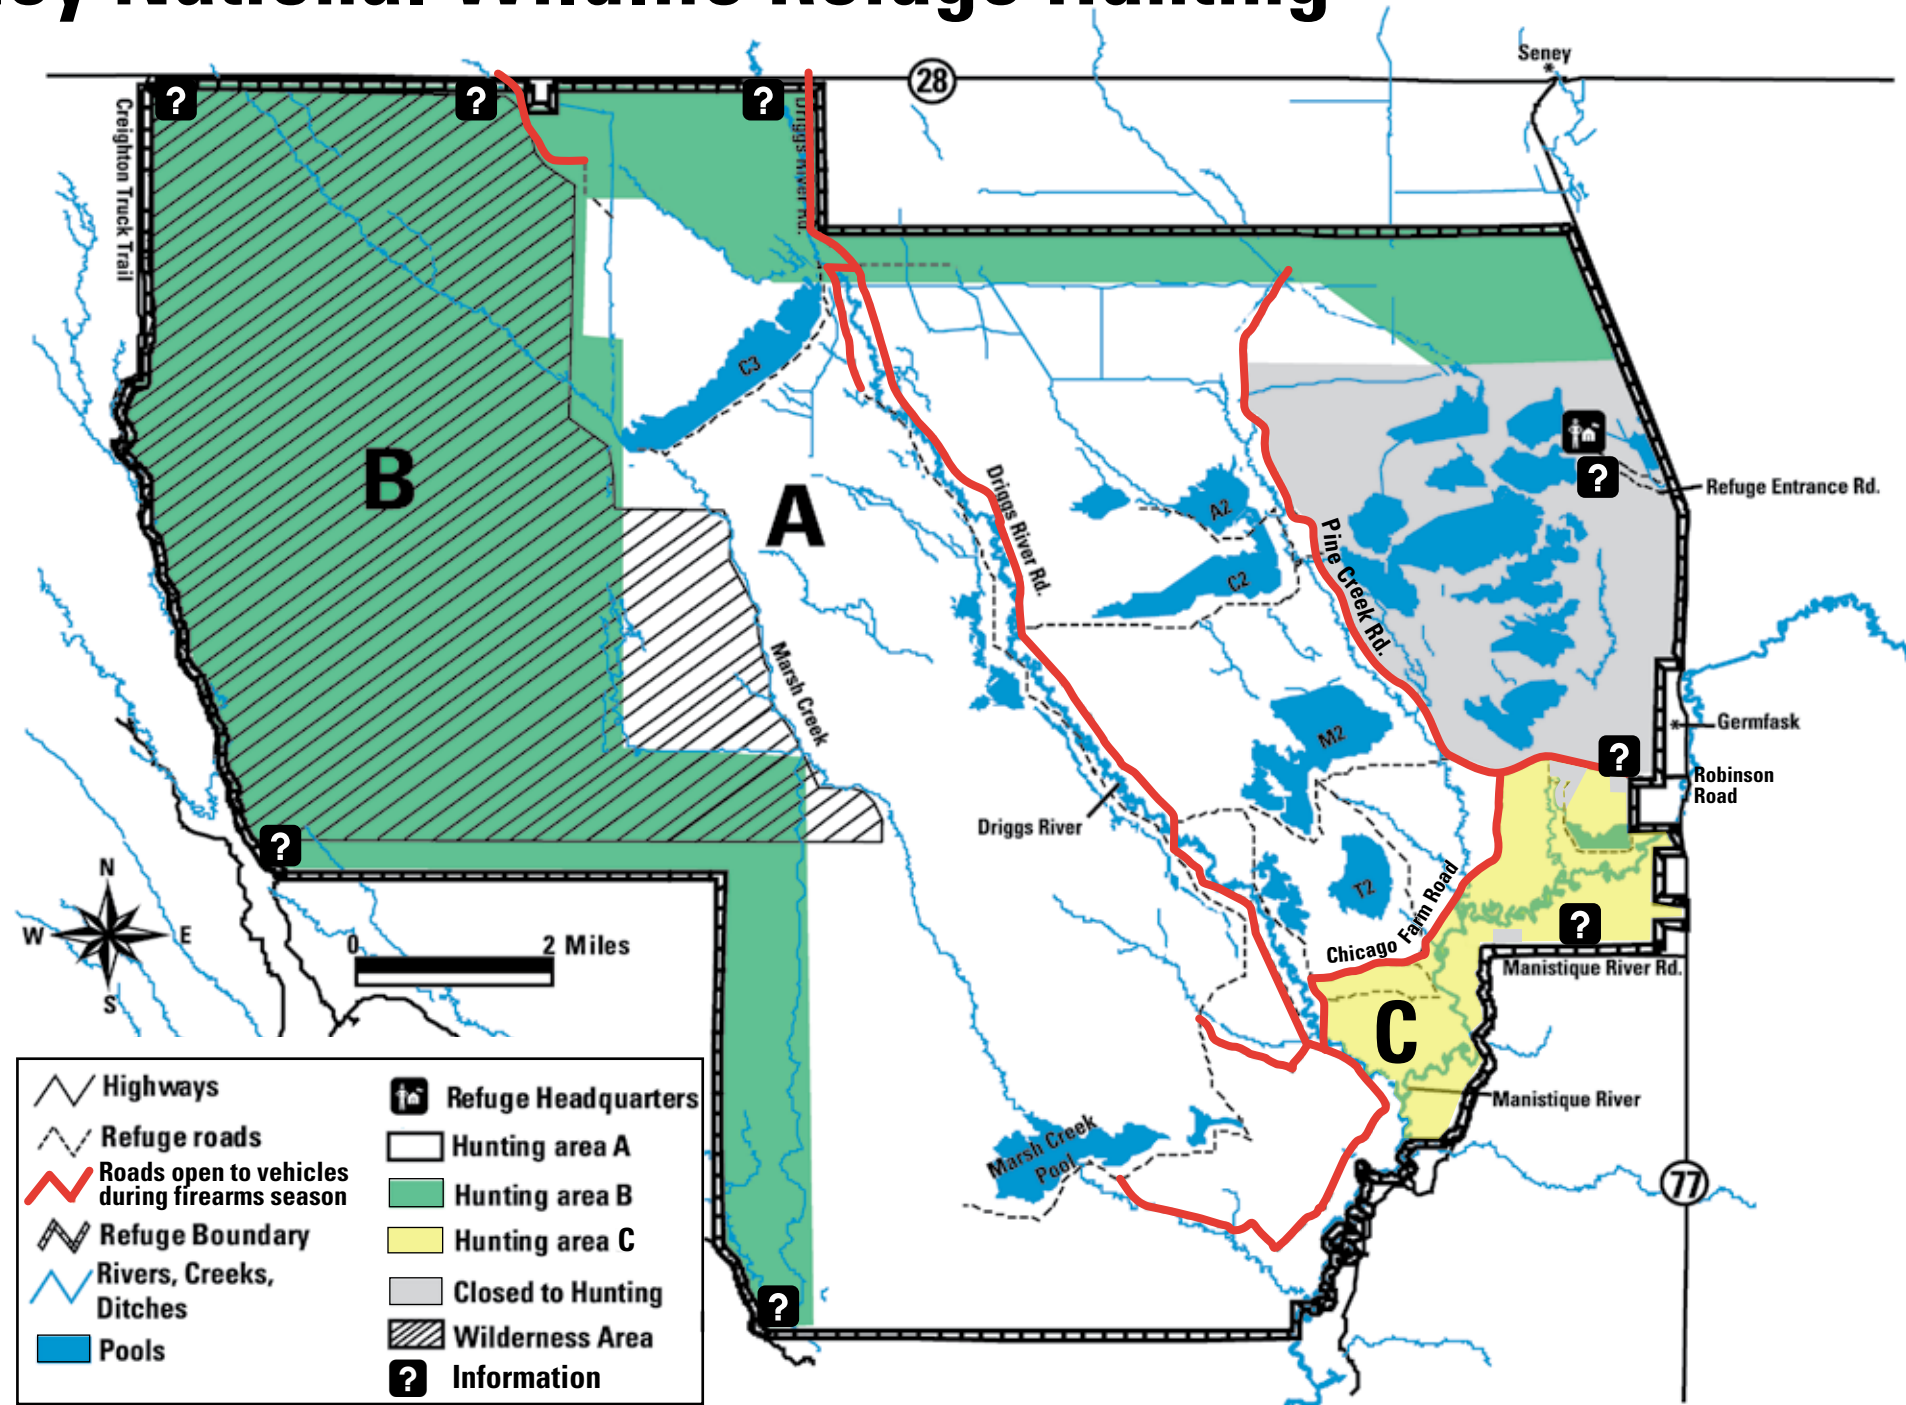 National Wildlife Refuge Hunting
Seney
*
28
?
?
?
Creighton Truck Trail
Driggs River Rd.
C3
B
A
Driggs River Rd.
A2
C2
Pine Creek Rd.
?
Refuge Entrance Rd.
Marsh Creek
M2
*
Germfask
?
Robinson
Road
Driggs River
?
T2
Chicago Farm Road
?
Manistique River Rd.
C
Manistique River
Marsh Creek
Pool
77
?
N
W
E
S
0
2 Miles
Highways
Refuge roads
Roads open to vehicles
during firearms season
Refuge Boundary
Rivers, Creeks,
Ditches
Pools
Refuge Headquarters
Hunting area A
Hunting area B
Hunting area C
Closed to Hunting
Wilderness Area
?
Information